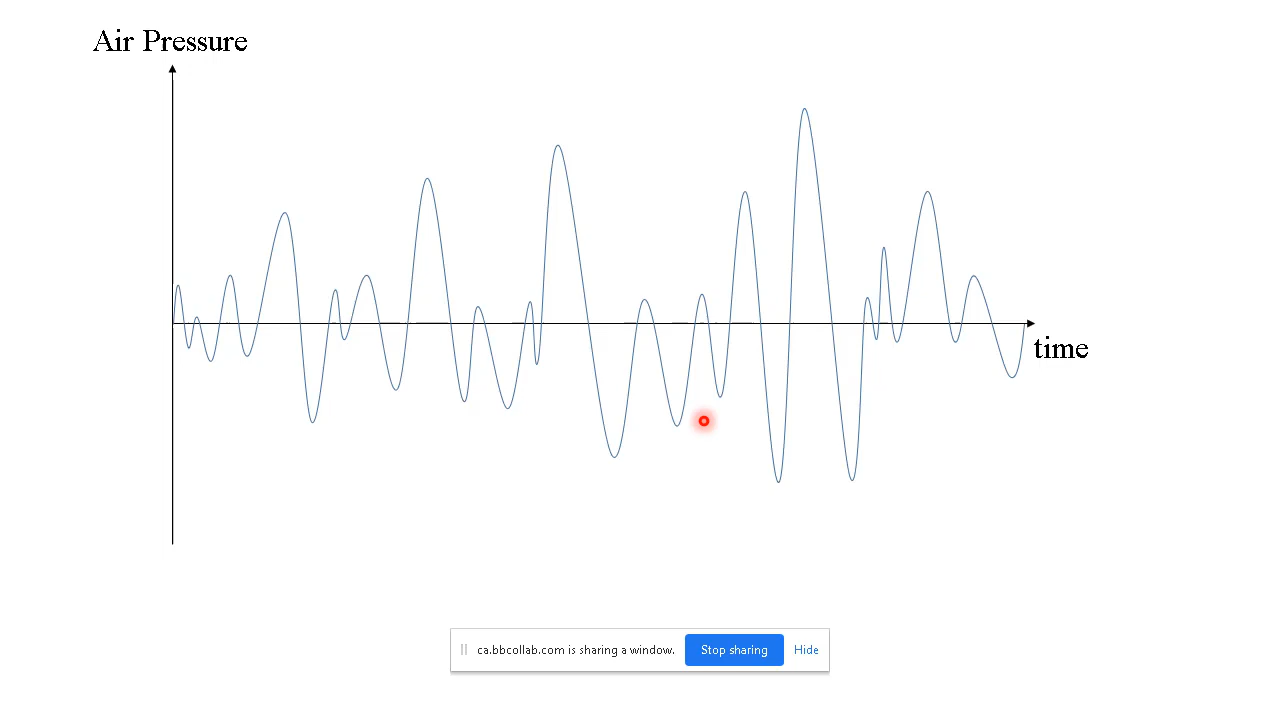 Air Pressure
time
ca.bbcollab.com is sharing a window.
Stop sharing
Hide